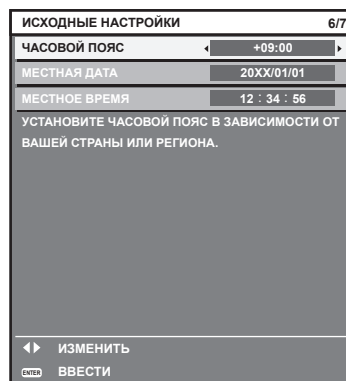 ИСХОДНЫЕ НАСТРОЙКИ 6/7
ЧАСОВОЙ ПОЯС +09:00
МЕСТНАЯ ДАТА 20XX/01/01
МЕСТНОЕ ВРЕМЯ 12 : 34 : 56
УСТАНОВИТЕ ЧАСОВОЙ ПОЯС В ЗАВИСИМОСТИ ОТ
ВАШЕЙ СТРАНЫ ИЛИ РЕГИОНА.
ИЗМЕНИТЬ
ENTER ВВЕСТИ